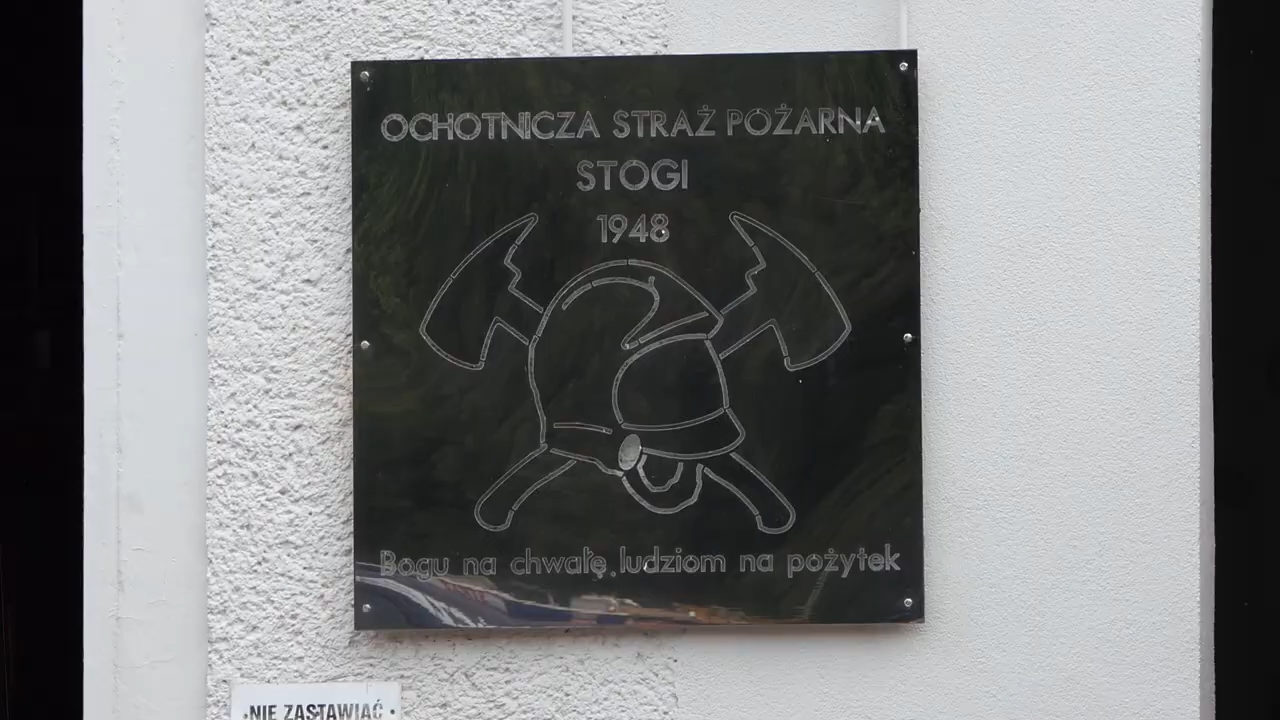 OCHOTNICZA STRAŻ POŻARNA
STOGI
1948
Bogu na chwałę, ludziom na pożytek
•NIE ZASTAWIAĆ•